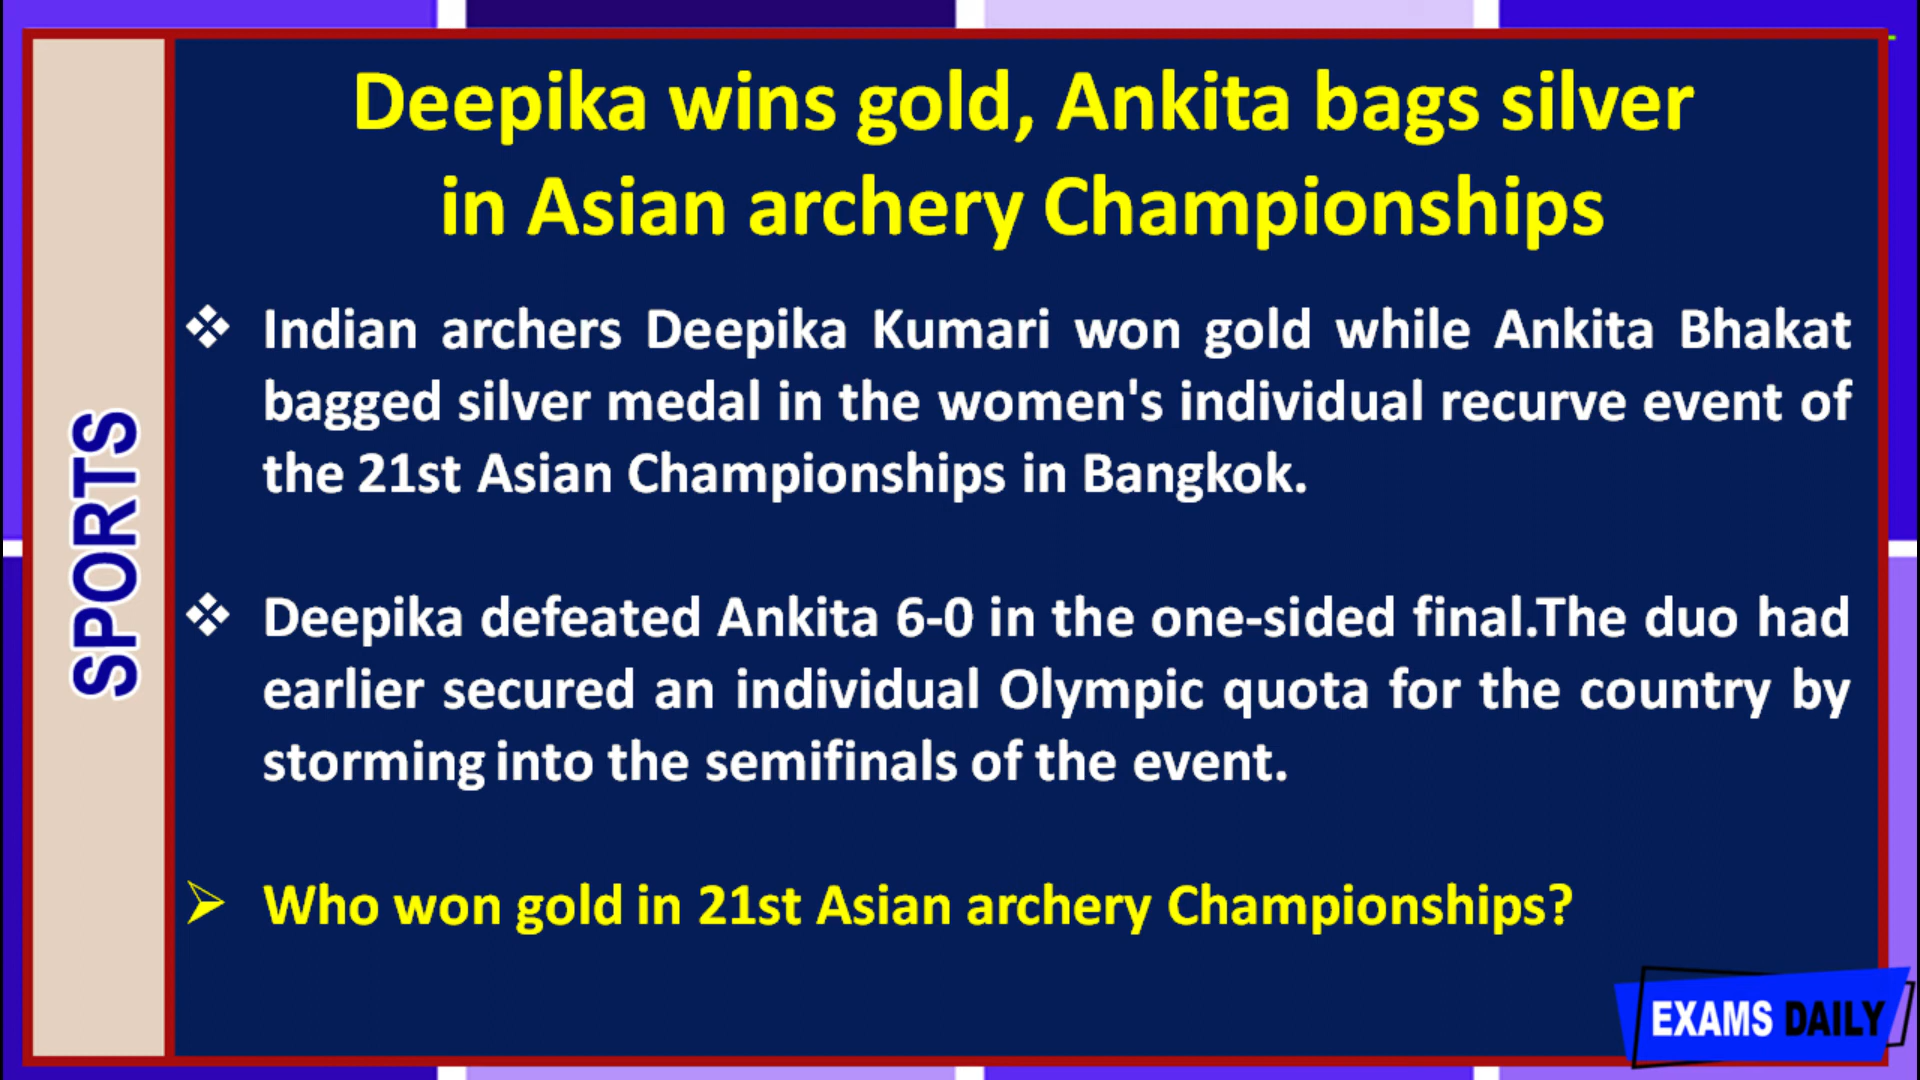 Deepika wins gold, Ankita bags silver
in Asian archery Championships
SPORTS
Indian archers Deepika Kumari won gold while Ankita Bhakat
bagged silver medal in the women's individual recurve event of
the 21st Asian Championships in Bangkok.
Deepika defeated Ankita 6-0 in the one-sided final.The duo had
earlier secured an individual Olympic quota for the country by
storming into the semifinals of the event.
Who won gold in 21st Asian archery Championships?
EXAMS DAILY